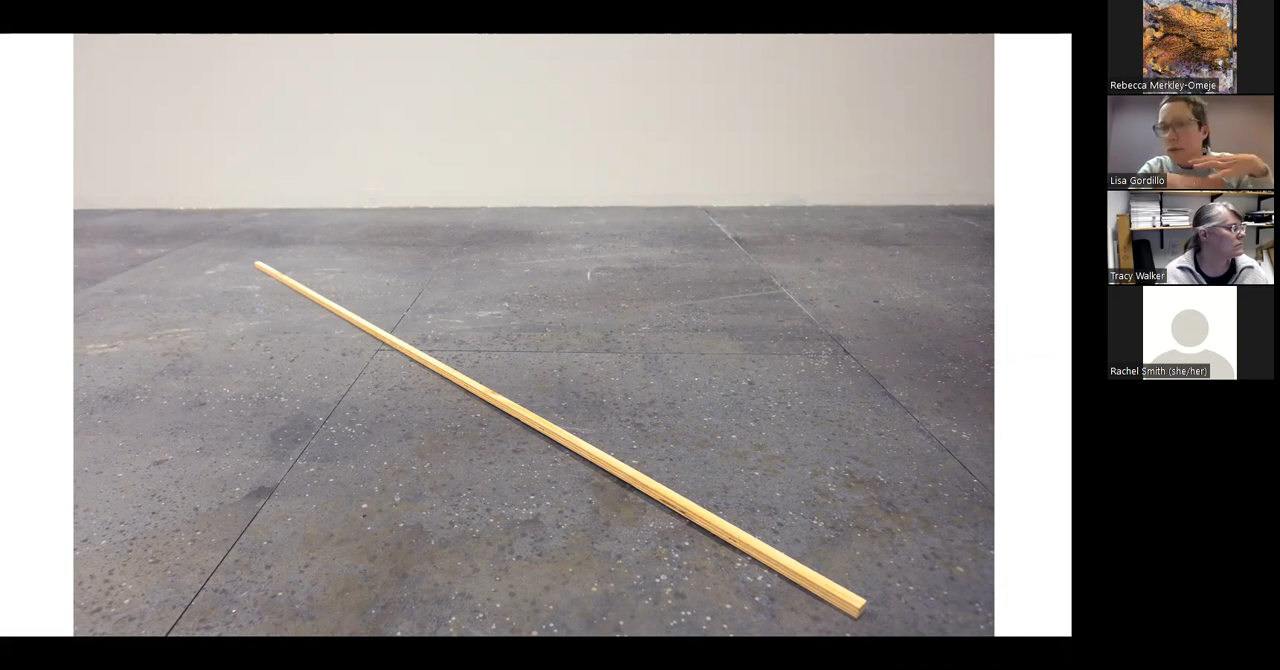 Rebecca Merkley-Omeje
Lisa Gordillo
Tracy Walker
Rachel Smith (she/her)